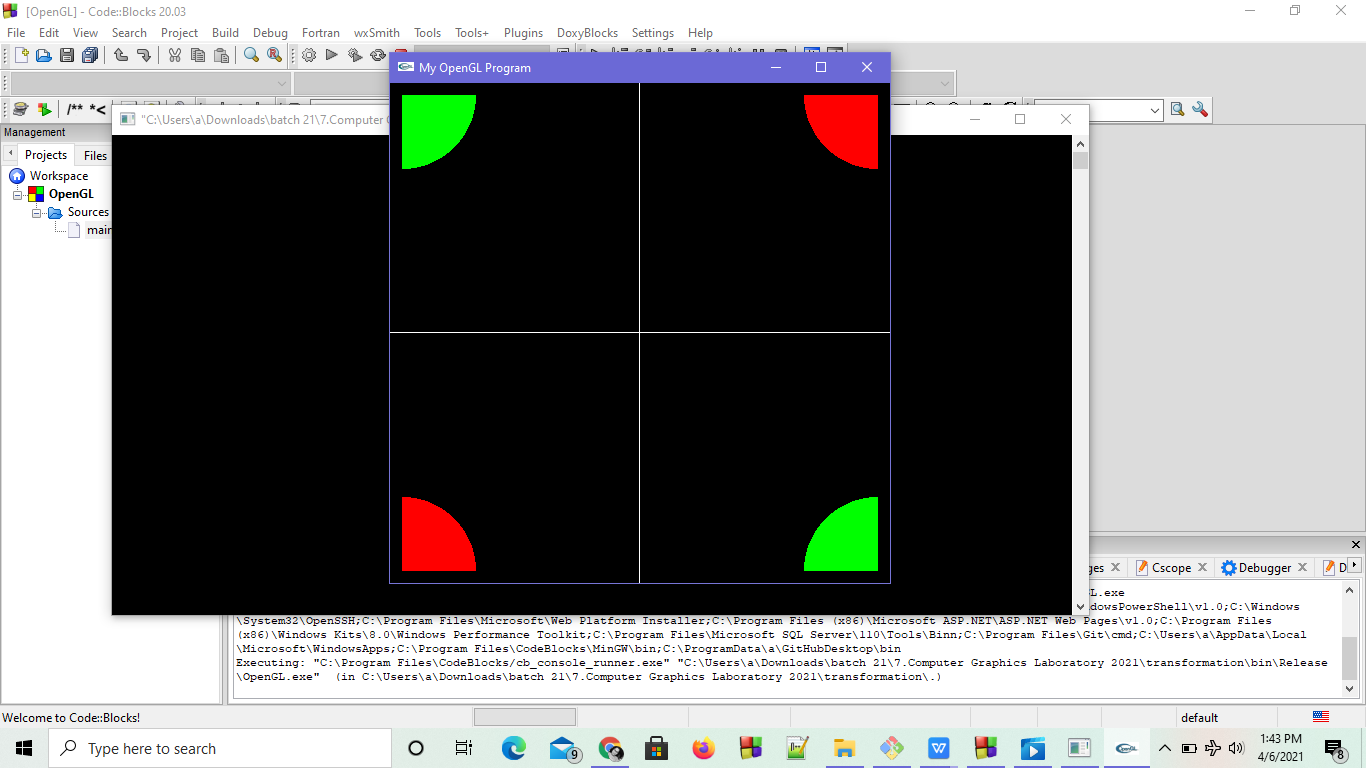 [OpenGL] - Code::Blocks 20.03
File Edit View Search Project Build Debug Fortran wxSmith Tools Tools+ Plugins DoxyBlocks Settings Help
My OpenGL Program
/** *<
"C:\Users\a\Downloads\batch 21\7.Computer
Management
Projects Files
Workspace
OpenGL
Sources
main
Cscope Debugger
GL.exe
dowsPowerShell\v1.0;C:\Windows
\System32\OpenSSH;C:\Program Files\Microsoft\Web Platform Installer;C:\Program Files (x86)\Microsoft ASP.NET\ASP.NET Web Pages\v1.0;C:\Program Files
(x86)\Windows Kits\8.0\Windows Performance Toolkit;C:\Program Files\Microsoft SQL Server\110\Tools\Binn;C:\Program Files\Git\cmd;C:\Users\a\AppData\Local
\Microsoft\WindowsApps;C:\Program Files\CodeBlocks\MinGW\bin;C:\ProgramData\a\GitHubDesktop\bin
Executing: "C:\Program Files\CodeBlocks/cb_console_runner.exe" "C:\Users\a\Downloads\batch 21\7.Computer Graphics Laboratory 2021\transformation\bin\Release
\OpenGL.exe" (in C:\Users\a\Downloads\batch 21\7.Computer Graphics Laboratory 2021\transformation\.)
Welcome to Code::Blocks!
default
Type here to search
9
1:43 PM
4/6/2021
8